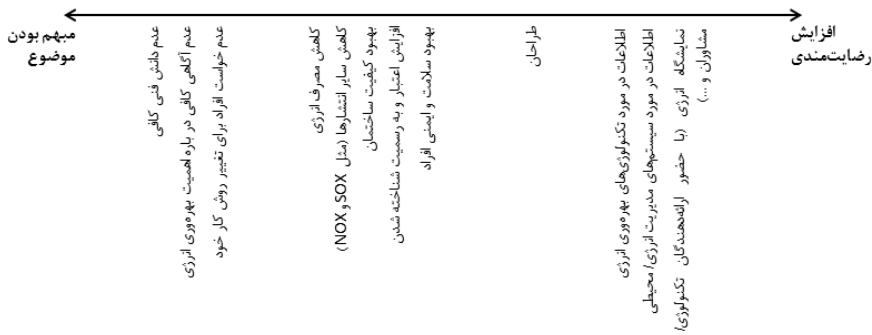 افزایش
رضایت‌مندی
مبهم بودن
موضوع
عدم دانش فنی کافی
عدم آگاهی کافی در باره اهمیت بهره‌وری انرژی
عدم خواست افراد برای تغییر روش کار خود
کاهش مصرف انرژی
کاهش سایر انتشارها (مثل SOX و NOX)
بهبود کیفیت ساختمان
افزایش اعتبار و به رسمیت شناخته شدن
بهبود سلامت و ایمنی افراد
طراحان
اطلاعات در مورد تکنولوژی‌های بهره‌وری انرژی
اطلاعات در مورد سیستم‌های مدیریت انرژی/ محیطی
نمایشگاه انرژی (با حضور ارائه‌دهندگان تکنولوژی/
مشاوران و ...)